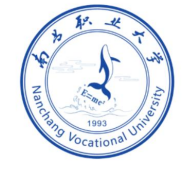 南昌职业大学
E=mc²
1993
Nanchang Vocational University